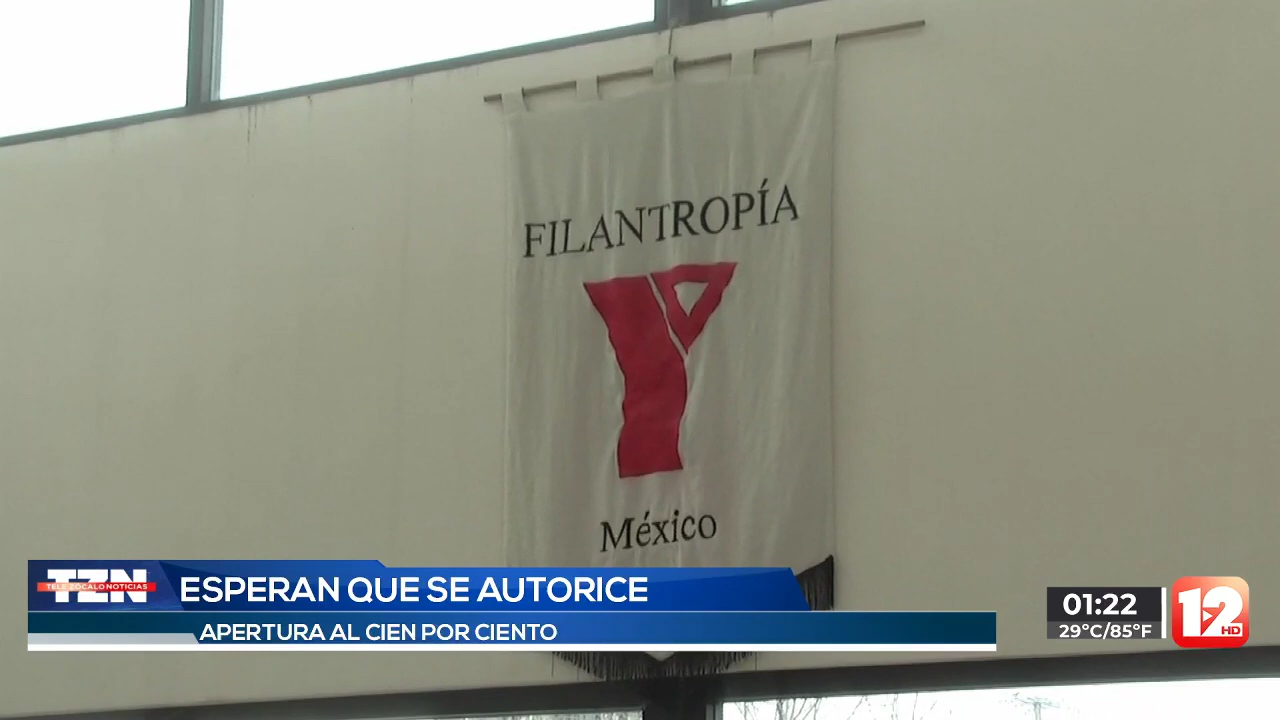 FILANTROPÍA
México
TZN
TELE ZÓCALO NOTICIAS
ESPERAN QUE SE AUTORICE
APERTURA AL CIEN POR CIENTO
01:22
29°C/85°F
12
HD